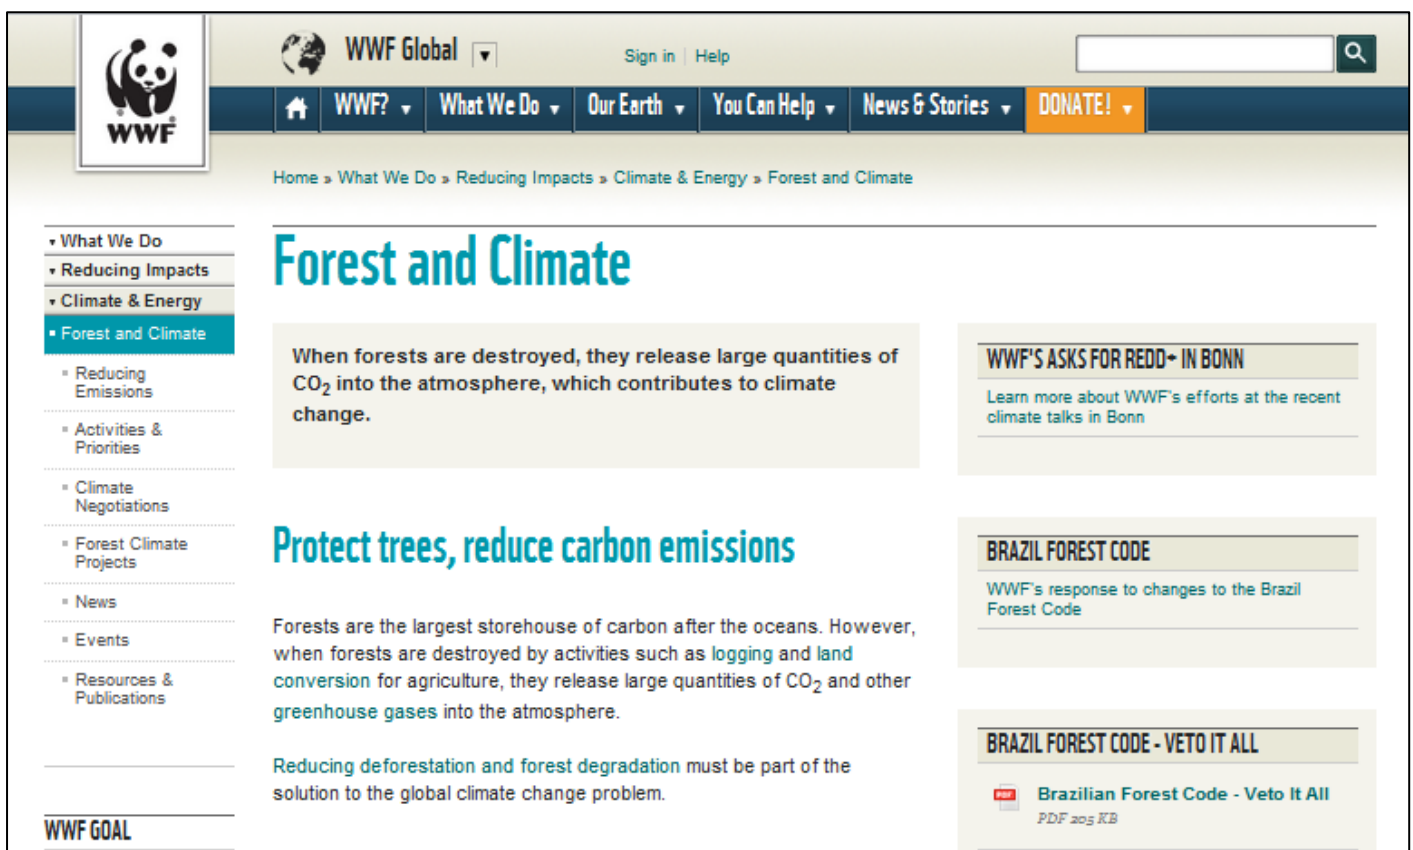 WWF
WWF Global
Sign in | Help
WWF?
What We Do
Our Earth
You Can Help
News & Stories
DONATE!
Home » What We Do » Reducing Impacts » Climate & Energy » Forest and Climate
What We Do
Reducing Impacts
Climate & Energy
Forest and Climate
Reducing
Emissions
Activities &
Priorities
Climate
Negotiations
Forest Climate
Projects
News
Events
Resources &
Publications
WWF GOAL
Forest and Climate
When forests are destroyed, they release large quantities of
CO₂ into the atmosphere, which contributes to climate
change.
Protect trees, reduce carbon emissions
Forests are the largest storehouse of carbon after the oceans. However,
when forests are destroyed by activities such as logging and land
conversion for agriculture, they release large quantities of CO₂ and other
greenhouse gases into the atmosphere.
Reducing deforestation and forest degradation must be part of the
solution to the global climate change problem.
WWF'S ASKS FOR REDD+ IN BONN
Learn more about WWF's efforts at the recent
climate talks in Bonn
BRAZIL FOREST CODE
WWF's response to changes to the Brazil
Forest Code
BRAZIL FOREST CODE - VETO IT ALL
PDF
Brazilian Forest Code - Veto It All
PDF 205 KB